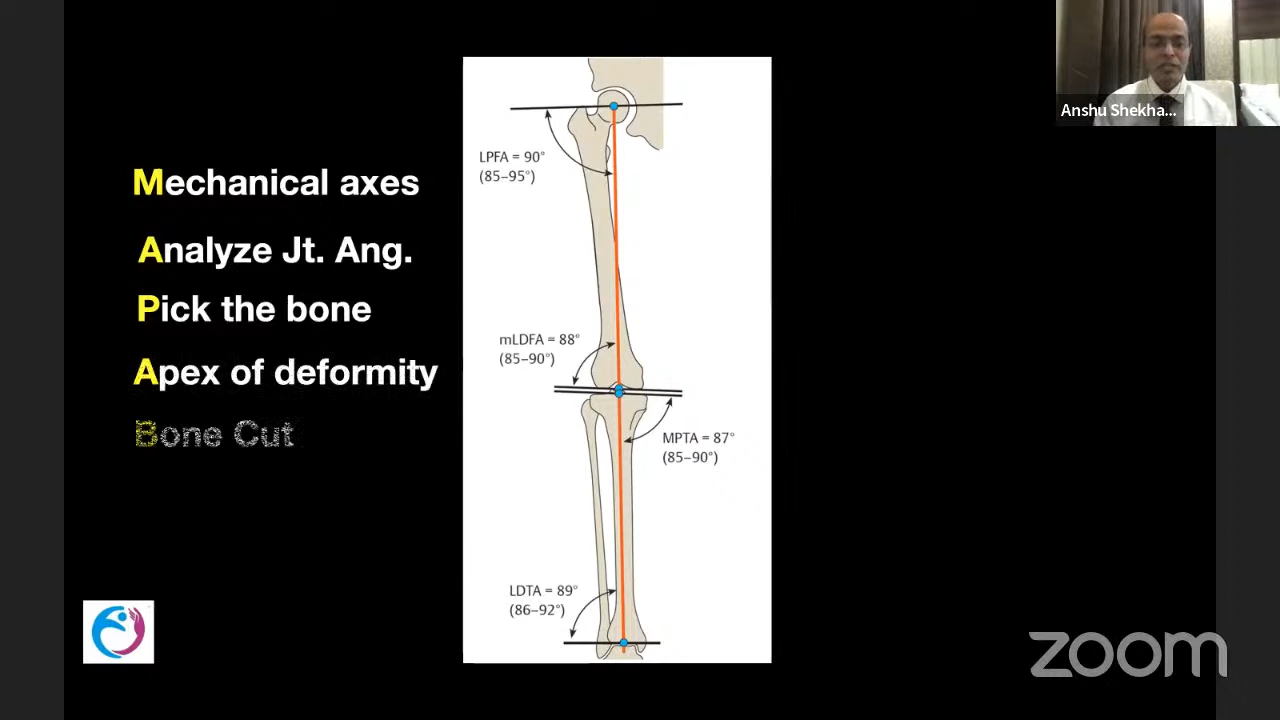 Anshu Shekha...
Mechanical axes
Analyze Jt. Ang.
Pick the bone
Apex of deformity
Bone Cut
LPFA = 90°
(85–95°)
mLDFA = 88°
(85–90°)
MPTA = 87°
(85–90°)
LDTA = 89°
(86–92°)
zoom